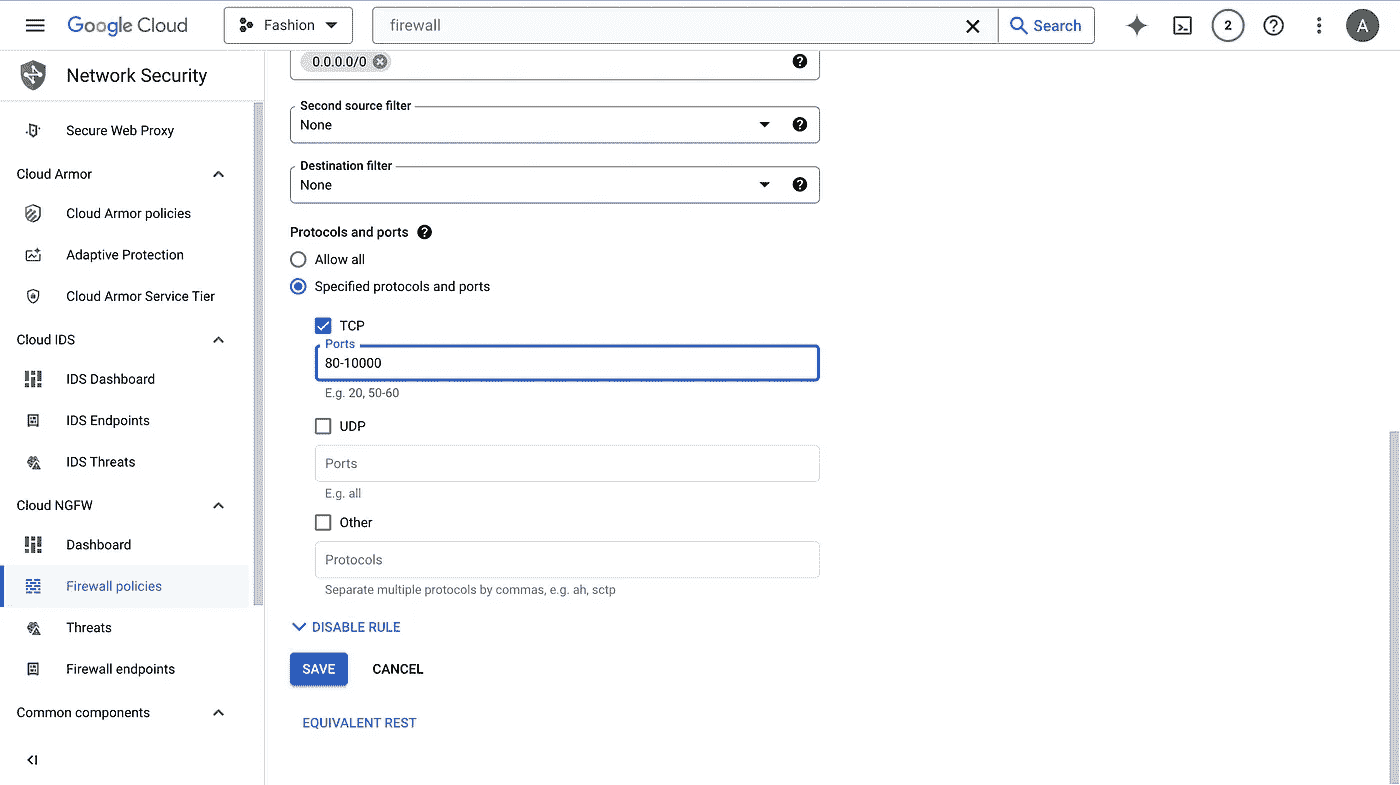 Google Cloud
Fashion
firewall
Search
2
A
Network Security
Secure Web Proxy
Cloud Armor
Cloud Armor policies
Adaptive Protection
Cloud Armor Service Tier
Cloud IDS
IDS Dashboard
IDS Endpoints
IDS Threats
Cloud NGFW
Dashboard
Firewall policies
Threats
Firewall endpoints
Common components
0.0.0.0/0
Second source filter
None
Destination filter
None
Protocols and ports
Allow all
Specified protocols and ports
TCP
Ports
80-10000
E.g. 20, 50-60
UDP
Ports
E.g. all
Other
Protocols
Separate multiple protocols by commas, e.g. ah, sctp
DISABLE RULE
SAVE CANCEL
EQUIVALENT REST